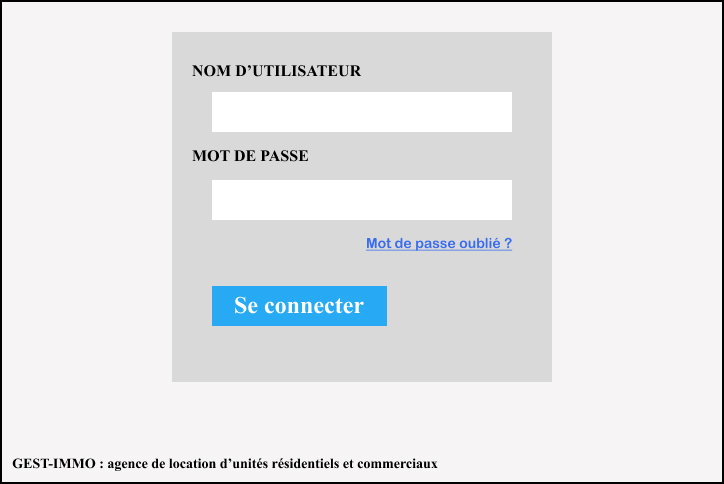 NOM D’UTILISATEUR
MOT DE PASSE
Mot de passe oublié ?
Se connecter
GEST-IMMO : agence de location d’unités résidentiels et commerciaux